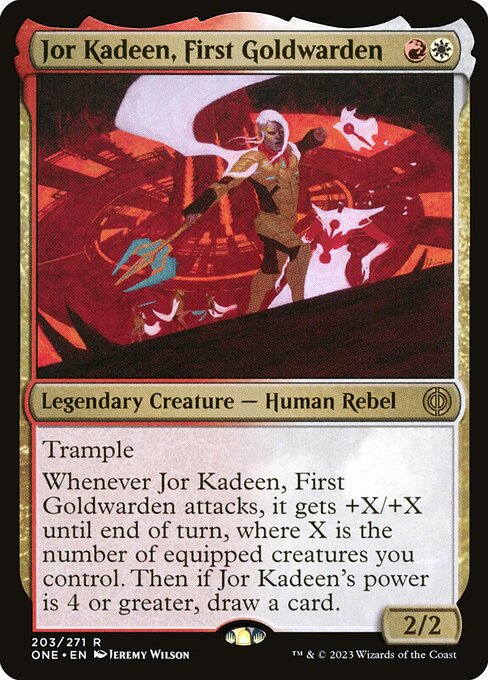 Jor Kadeen, First Goldwarden
Legendary Creature — Human Rebel
Trample
Whenever Jor Kadeen, First
Goldwarden attacks, it gets +X/+X
until end of turn, where X is the
number of equipped creatures you
control. Then if Jor Kadeen's power
is 4 or greater, draw a card.
2/2
203/271 R
ONE • EN JEREMY WILSON
™ & © 2023 Wizards of the Coast